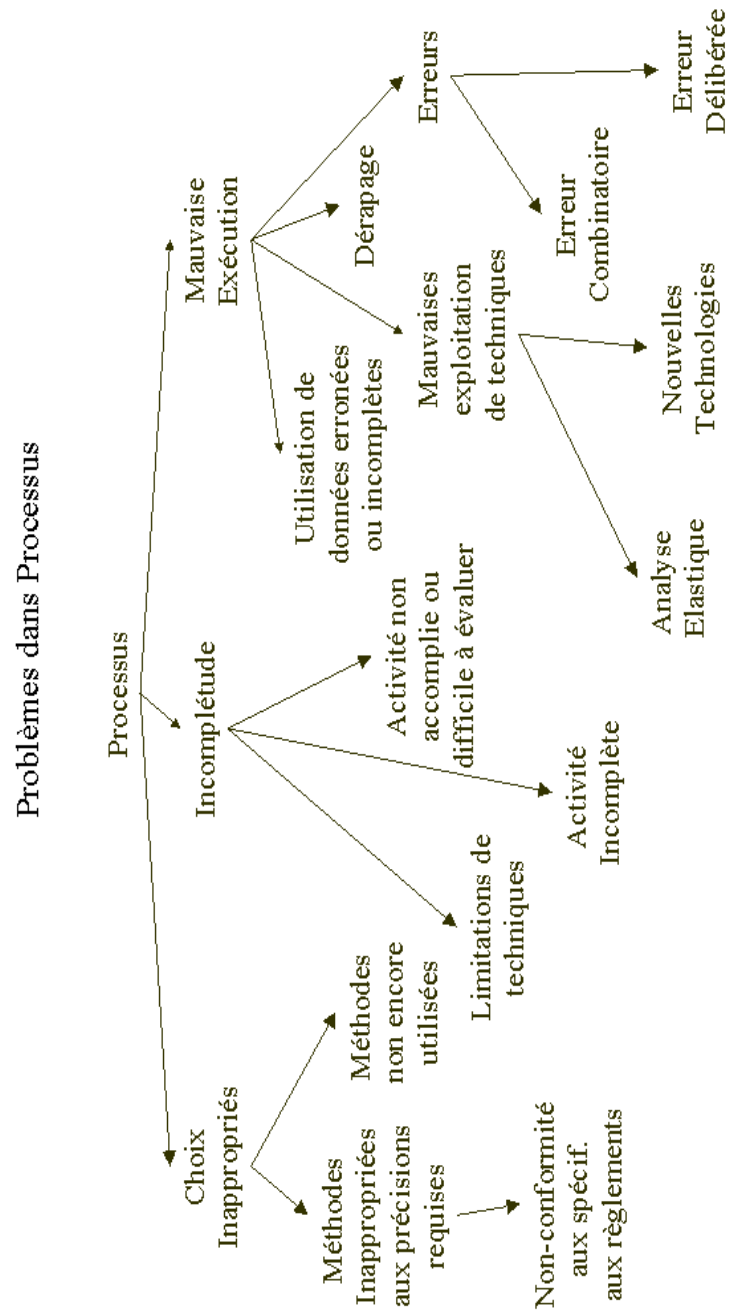 Problèmes dans Processus
Processus
Choix
Inappropriés
Incomplétude
Mauvaise
Exécution
Méthodes
Inappropriées
aux précisions
requises
Méthodes
non encore
utilisées
Activité non
accomplie ou
difficile à évaluer
Utilisation de
données erronées
ou incomplètes
Dérapage
Erreurs
Limitations de
techniques
Mauvaises
exploitation
de techniques
Non-conformité
aux spécif.
aux règlements
Activité
Incomplète
Erreur
Combinatoire
Analyse
Elastique
Nouvelles
Technologies
Erreur
Délibérée